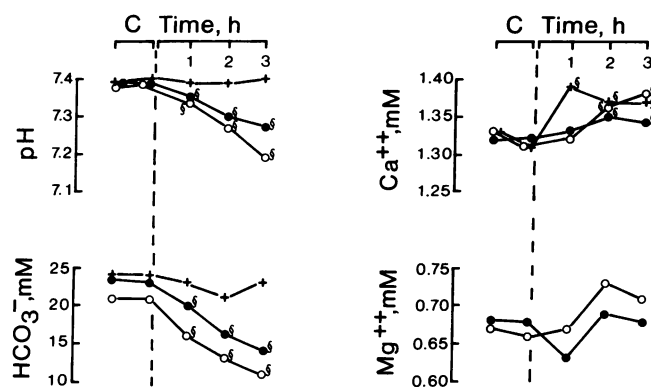 C Time, h
1 2 3
7.4
7.3
7.2
7.1
pH
§ § § § § §
C Time, h
1 2 3
1.40
1.35
1.30
1.25
Ca⁺⁺,mM
§ § § § § § §
25
20
15
10
HCO₃⁻,mM
§ § § § § §
0.75
0.70
0.65
0.60
Mg⁺⁺,mM